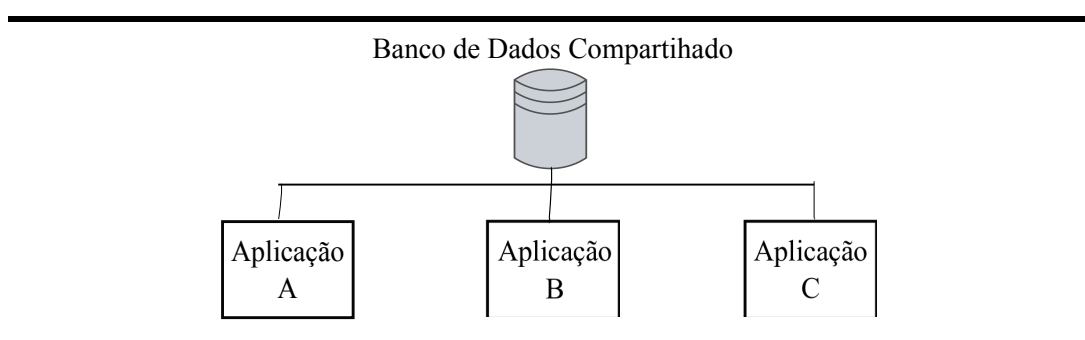 Banco de Dados Compartihado
Aplicação
A
Aplicação
B
Aplicação
C